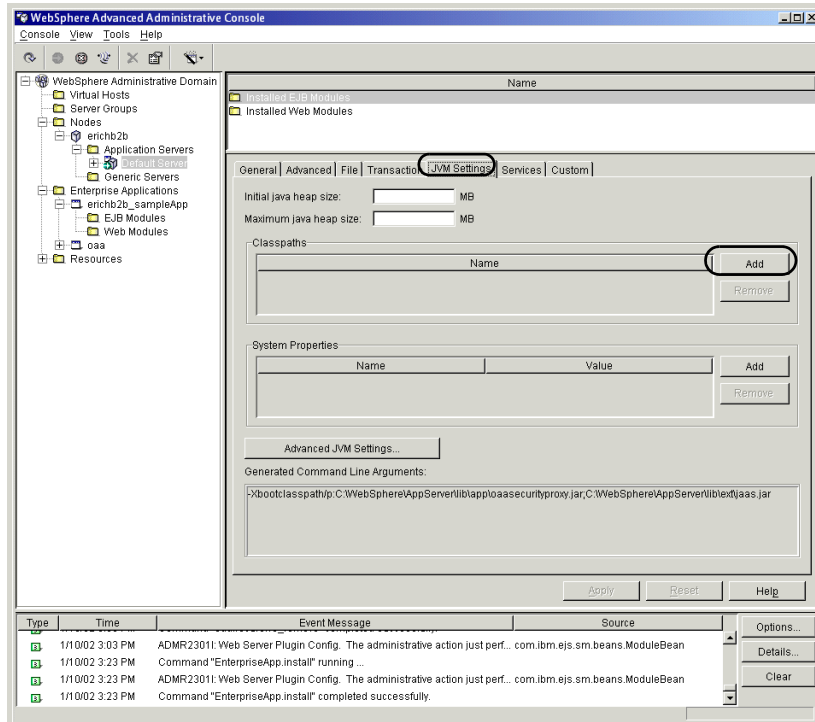 WebSphere Advanced Administrative Console
Console View Tools Help
WebSphere Administrative Domain
Virtual Hosts
Server Groups
Nodes
erichb2b
Application Servers
Default Server
Generic Servers
Enterprise Applications
erichb2b_sampleApp
EJB Modules
Web Modules
oaa
Resources
Name
Installed EJB Modules
Installed Web Modules
General Advanced File Transaction JVM Settings Services Custom
Initial java heap size: MB
Maximum java heap size: MB
Classpaths
Name
Add
Remove
System Properties
Name Value
Add
Remove
Advanced JVM Settings...
Generated Command Line Arguments:
-Xbootclasspath/p:C:\WebSphere\AppServer\lib\app\oaasecurityproxy.jar;C:\WebSphere\AppServer\lib\ext\jaas.jar
Apply Reset Help
Type Time Event Message Source
1/10/02 3:03 PM ADMR2301I: Web Server Plugin Config. The administrative action just perf... com.ibm.ejs.sm.beans.ModuleBean
1/10/02 3:23 PM Command "EnterpriseApp.install" running ...
1/10/02 3:23 PM ADMR2301I: Web Server Plugin Config. The administrative action just perf... com.ibm.ejs.sm.beans.ModuleBean
1/10/02 3:23 PM Command "EnterpriseApp.install" completed successfully.
Options...
Details...
Clear